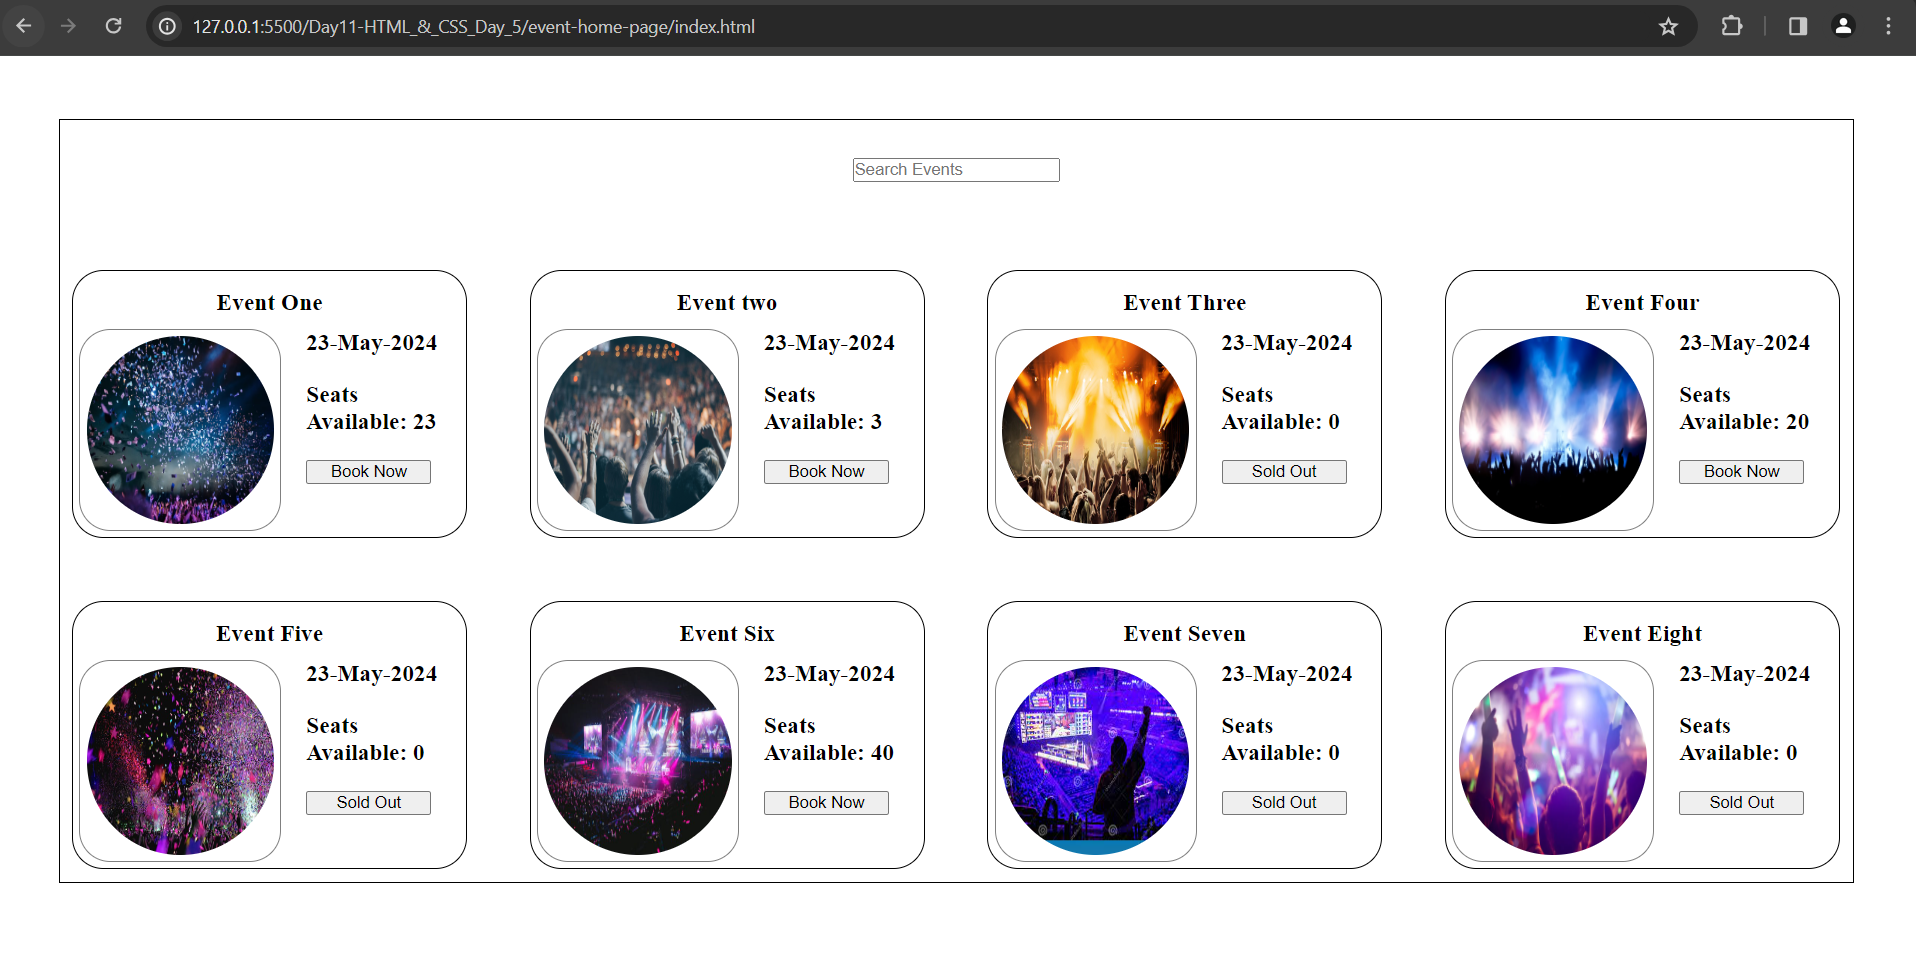 127.0.0.1:5500/Day11-HTML_&_CSS_Day_5/event-home-page/index.html
Search Events
Event One
23-May-2024
Seats
Available: 23
Book Now
Event two
23-May-2024
Seats
Available: 3
Book Now
Event Three
23-May-2024
Seats
Available: 0
Sold Out
Event Four
23-May-2024
Seats
Available: 20
Book Now
Event Five
23-May-2024
Seats
Available: 0
Sold Out
Event Six
23-May-2024
Seats
Available: 40
Book Now
Event Seven
23-May-2024
Seats
Available: 0
Sold Out
Event Eight
23-May-2024
Seats
Available: 0
Sold Out